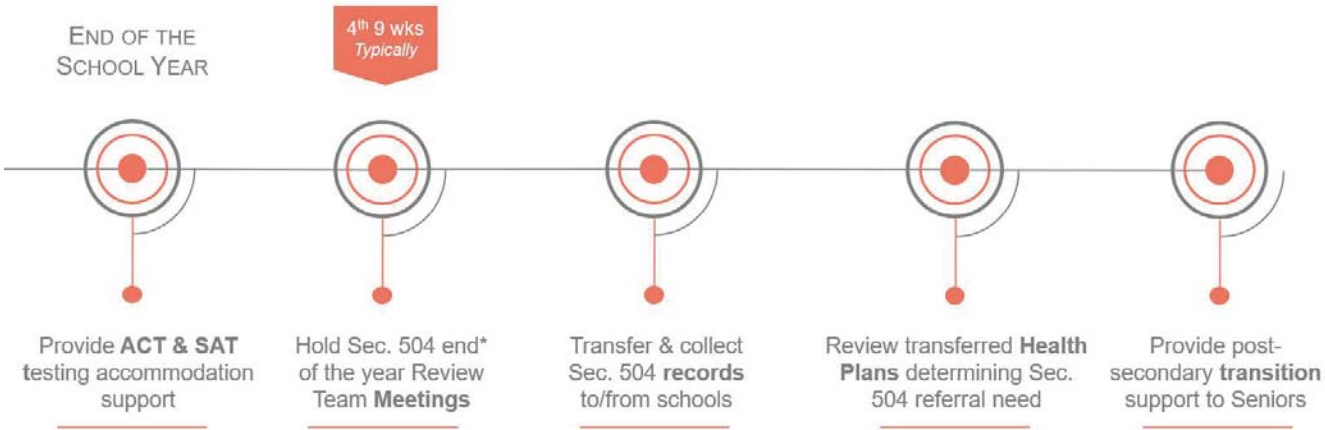 END OF THE
SCHOOL YEAR
4th 9 wks
Typically
Provide ACT & SAT
testing accommodation
support
Hold Sec. 504 end*
of the year Review
Team Meetings
Transfer & collect
Sec. 504 records
to/from schools
Review transferred Health
Plans determining Sec.
504 referral need
Provide post-
secondary transition
support to Seniors